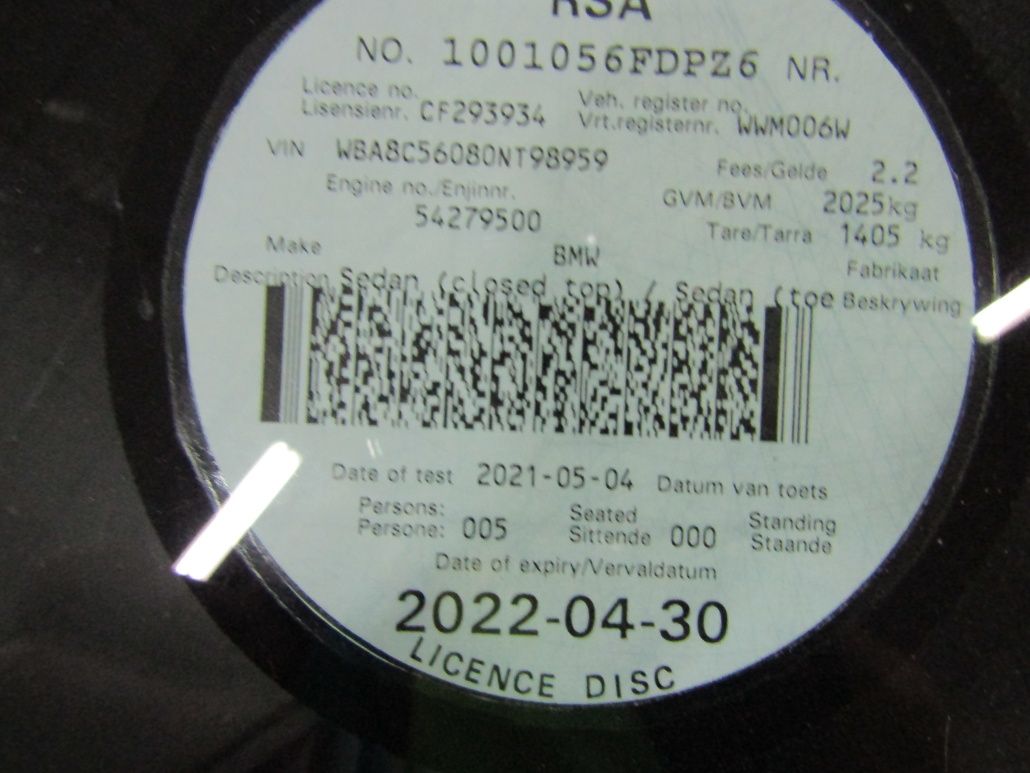 RSA
NO. 1001056FDPZ6 NR.
Licence no. Veh. register no.
Lisensienr. CF293934 Vrt.registernr. WWM006W
VIN WBA8C56080NT98959 Fees/Gelde 2.2
Engine no./Enjinnr. GVM/BVM 2025kg
54279500 Tare/Tarra 1405 kg
Make BMW Fabrikaat
Description Sedan (closed top) / Sedan (toe Beskrywing
Date of test 2021-05-04 Datum van toets
Persons: Seated Standing
Persone: 005 Sittende 000 Staande
Date of expiry/Vervaldatum
2022-04-30
LICENCE DISC